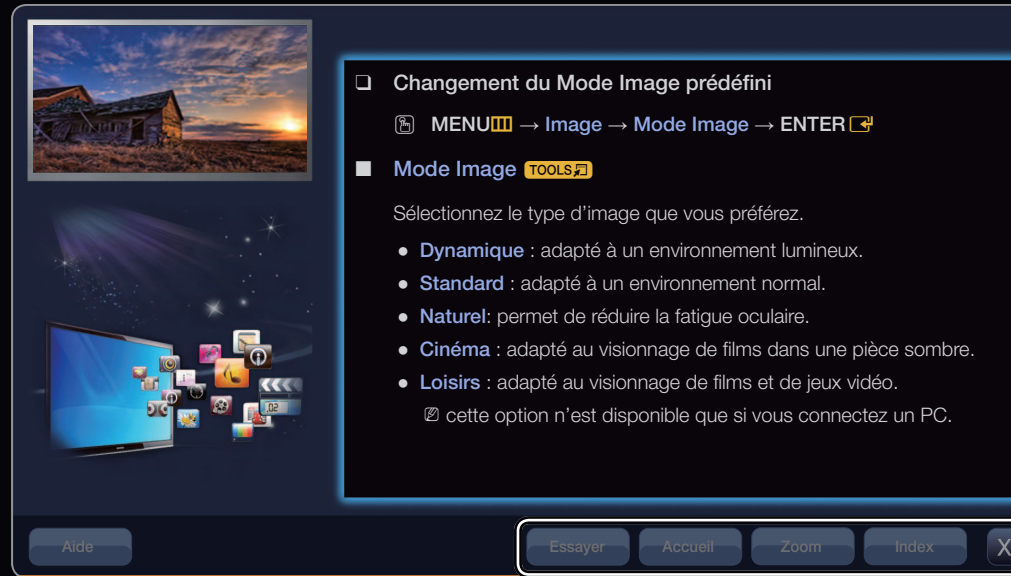 ❑ Changement du Mode Image prédéfini
MENU → Image → Mode Image → ENTER
■ Mode Image TOOLS
Sélectionnez le type d’image que vous préférez.
● Dynamique : adapté à un environnement lumineux.
● Standard : adapté à un environnement normal.
● Naturel: permet de réduire la fatigue oculaire.
● Cinéma : adapté au visionnage de films dans une pièce sombre.
● Loisirs : adapté au visionnage de films et de jeux vidéo.
cette option n’est disponible que si vous connectez un PC.
Aide Essayer Accueil Zoom Index X